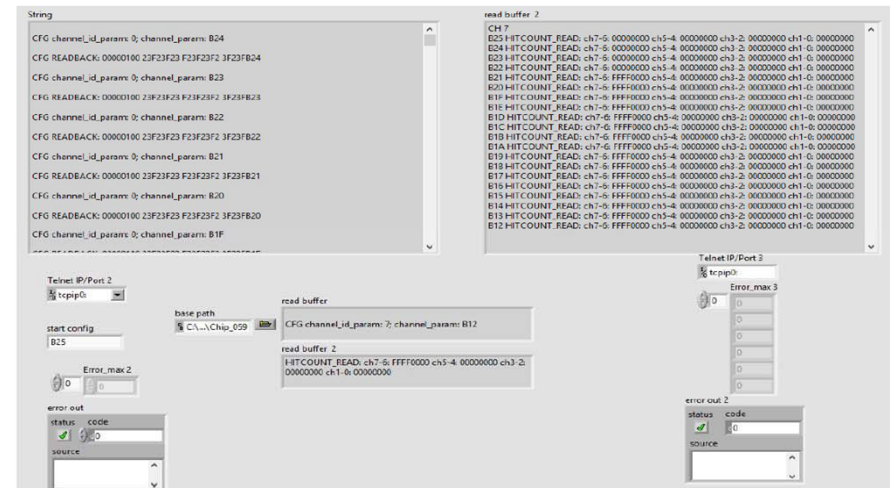 String
CFG channel_id_param: 0; channel_param: B24
CFG READBACK: 00000100 23F23F23 F23F23F2 3F23FB24
CFG channel_id_param: 0; channel_param: B23
CFG READBACK: 00000100 23F23F23 F23F23F2 3F23FB23
CFG channel_id_param: 0; channel_param: B22
CFG READBACK: 00000100 23F23F23 F23F23F2 3F23FB22
CFG channel_id_param: 0; channel_param: B21
CFG READBACK: 00000100 23F23F23 F23F23F2 3F23FB21
CFG channel_id_param: 0; channel_param: B20
CFG READBACK: 00000100 23F23F23 F23F23F2 3F23FB20
CFG channel_id_param: 0; channel_param: B1F
read buffer 2
CH 7
B25 HITCOUNT_READ: ch7-6: 00000000 ch5-4: 00000000 ch3-2: 00000000 ch1-0: 00000000
B24 HITCOUNT_READ: ch7-6: 00000000 ch5-4: 00000000 ch3-2: 00000000 ch1-0: 00000000
B23 HITCOUNT_READ: ch7-6: 00000000 ch5-4: 00000000 ch3-2: 00000000 ch1-0: 00000000
B22 HITCOUNT_READ: ch7-6: 00000000 ch5-4: 00000000 ch3-2: 00000000 ch1-0: 00000000
B21 HITCOUNT_READ: ch7-6: FFFF0000 ch5-4: 00000000 ch3-2: 00000000 ch1-0: 00000000
B20 HITCOUNT_READ: ch7-6: FFFF0000 ch5-4: 00000000 ch3-2: 00000000 ch1-0: 00000000
B1F HITCOUNT_READ: ch7-6: FFFF0000 ch5-4: 00000000 ch3-2: 00000000 ch1-0: 00000000
B1E HITCOUNT_READ: ch7-6: FFFF0000 ch5-4: 00000000 ch3-2: 00000000 ch1-0: 00000000
B1D HITCOUNT_READ: ch7-6: FFFF0000 ch5-4: 00000000 ch3-2: 00000000 ch1-0: 00000000
B1C HITCOUNT_READ: ch7-6: FFFF0000 ch5-4: 00000000 ch3-2: 00000000 ch1-0: 00000000
B1B HITCOUNT_READ: ch7-6: FFFF0000 ch5-4: 00000000 ch3-2: 00000000 ch1-0: 00000000
B1A HITCOUNT_READ: ch7-6: FFFF0000 ch5-4: 00000000 ch3-2: 00000000 ch1-0: 00000000
B19 HITCOUNT_READ: ch7-6: FFFF0000 ch5-4: 00000000 ch3-2: 00000000 ch1-0: 00000000
B18 HITCOUNT_READ: ch7-6: FFFF0000 ch5-4: 00000000 ch3-2: 00000000 ch1-0: 00000000
B17 HITCOUNT_READ: ch7-6: FFFF0000 ch5-4: 00000000 ch3-2: 00000000 ch1-0: 00000000
B16 HITCOUNT_READ: ch7-6: FFFF0000 ch5-4: 00000000 ch3-2: 00000000 ch1-0: 00000000
B15 HITCOUNT_READ: ch7-6: FFFF0000 ch5-4: 00000000 ch3-2: 00000000 ch1-0: 00000000
B14 HITCOUNT_READ: ch7-6: FFFF0000 ch5-4: 00000000 ch3-2: 00000000 ch1-0: 00000000
B13 HITCOUNT_READ: ch7-6: FFFF0000 ch5-4: 00000000 ch3-2: 00000000 ch1-0: 00000000
B12 HITCOUNT_READ: ch7-6: FFFF0000 ch5-4: 00000000 ch3-2: 00000000 ch1-0: 00000000
Telnet IP/Port 2
tcpip0:
start config
B25
Error_max 2
0
0
error out
status code
0
source
base path
C:\...\Chip_059
read buffer
CFG channel_id_param: 7; channel_param: B12
read buffer 2
HITCOUNT_READ: ch7-6: FFFF0000 ch5-4: 00000000 ch3-2:
00000000 ch1-0: 00000000
Telnet IP/Port 3
tcpip0:
Error_max 3
0
0
0
0
0
0
0
error out 2
status code
0
source